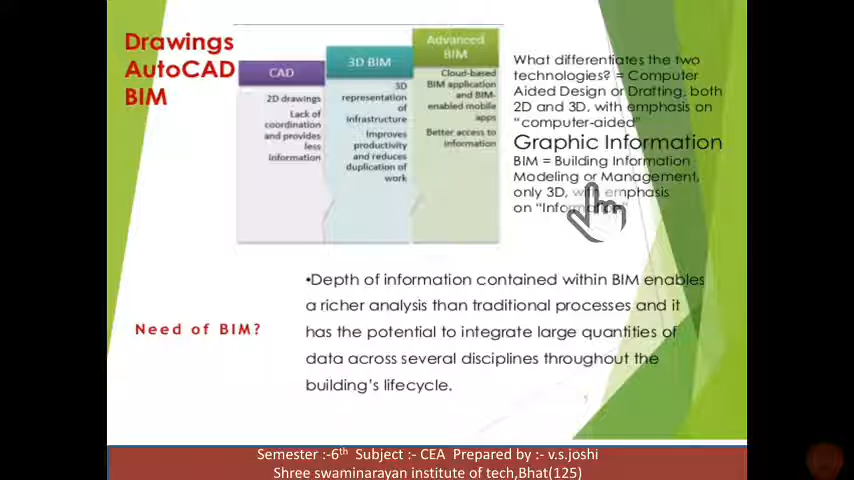 Drawings
AutoCAD
BIM
CAD
2D drawings
Lack of
coordination
and provides
less
information
3D BIM
3D
representation
of
infrastructure
Improves
productivity
and reduces
duplication of
work
Advanced
BIM
Cloud-based
BIM application
and BIM-
enabled mobile
apps
Better access to
information
What differentiates the two
technologies? = Computer
Aided Design or Drafting, both
2D and 3D, with emphasis on
"computer-aided"
Graphic Information
BIM = Building Information
Modeling or Management,
only 3D, with emphasis
on "Information"
Need of BIM?
•Depth of information contained within BIM enables
a richer analysis than traditional processes and it
has the potential to integrate large quantities of
data across several disciplines throughout the
building's lifecycle.
Semester :-6th Subject :- CEA Prepared by :- v.s.joshi
Shree swaminarayan institute of tech,Bhat(125)